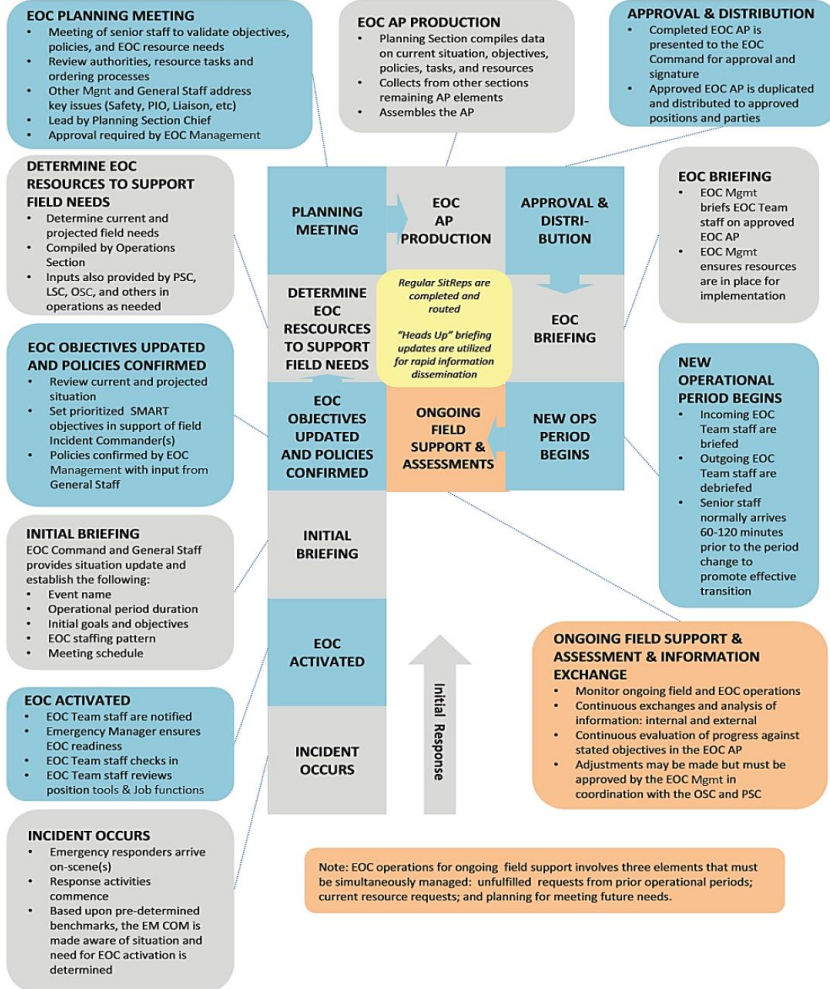 EOC PLANNING MEETING
• Meeting of senior staff to validate objectives,
policies, and EOC resource needs
• Review authorities, resource tasks and
ordering processes
• Other Mgnt and General Staff address
key issues (Safety, PIO, Liaison, etc)
• Lead by Planning Section Chief
• Approval required by EOC Management
EOC AP PRODUCTION
• Planning Section compiles data
on current situation, objectives,
policies, tasks, and resources
• Collects from other sections
remaining AP elements
• Assembles the AP
APPROVAL & DISTRIBUTION
• Completed EOC AP is
presented to the EOC
Command for approval and
signature
• Approved EOC AP is duplicated
and distributed to approved
positions and parties
DETERMINE EOC
RESOURCES TO SUPPORT
FIELD NEEDS
• Determine current and
projected field needs
• Compiled by Operations
Section
• Inputs also provided by PSC,
LSC, OSC, and others in
operations as needed
PLANNING
MEETING
EOC
AP
PRODUCTION
APPROVAL &
DISTRI-
BUTION
EOC BRIEFING
• EOC Mgmt
briefs EOC Team
staff on approved
EOC AP
• EOC Mgmt
ensures resources
are in place for
implementation
DETERMINE
EOC
RESCOURCES
TO SUPPORT
FIELD NEEDS
Regular SitReps are
completed and
routed
"Heads Up" briefing
updates are utilized
for rapid information
dissemination
EOC
BRIEFING
EOC OBJECTIVES UPDATED
AND POLICIES CONFIRMED
• Review current and projected
situation
• Set prioritized SMART
objectives in support of field
Incident Commander(s)
• Policies confirmed by EOC
Management with input from
General Staff
EOC
OBJECTIVES
UPDATED
AND POLICIES
CONFIRMED
ONGOING
FIELD
SUPPORT &
ASSESSMENTS
NEW OPS
PERIOD
BEGINS
NEW
OPERATIONAL
PERIOD BEGINS
• Incoming EOC
Team staff are
briefed
• Outgoing EOC
Team staff are
debriefed
• Senior staff
normally arrives
60-120 minutes
prior to the period
change to
promote effective
transition
INITIAL BRIEFING
EOC Command and General Staff
provides situation update and
establish the following:
• Event name
• Operational period duration
• Initial goals and objectives
• EOC staffing pattern
• Meeting schedule
INITIAL
BRIEFING
EOC
ACTIVATED
Initial Response
ONGOING FIELD SUPPORT &
ASSESSMENT & INFORMATION
EXCHANGE
• Monitor ongoing field and EOC operations
• Continuous exchanges and analysis of
information: internal and external
• Continuous evaluation of progress against
stated objectives in the EOC AP
• Adjustments may be made but must be
approved by the EOC Mgmt in
coordination with the OSC and PSC
EOC ACTIVATED
• EOC Team staff are notified
• Emergency Manager ensures
EOC readiness
• EOC Team staff checks in
• EOC Team staff reviews
position tools & Job functions
INCIDENT
OCCURS
INCIDENT OCCURS
• Emergency responders arrive
on-scene(s)
• Response activities
commence
• Based upon pre-determined
benchmarks, the EM COM is
made aware of situation and
need for EOC activation is
determined
Note: EOC operations for ongoing field support involves three elements that must
be simultaneously managed: unfulfilled requests from prior operational periods;
current resource requests; and planning for meeting future needs.